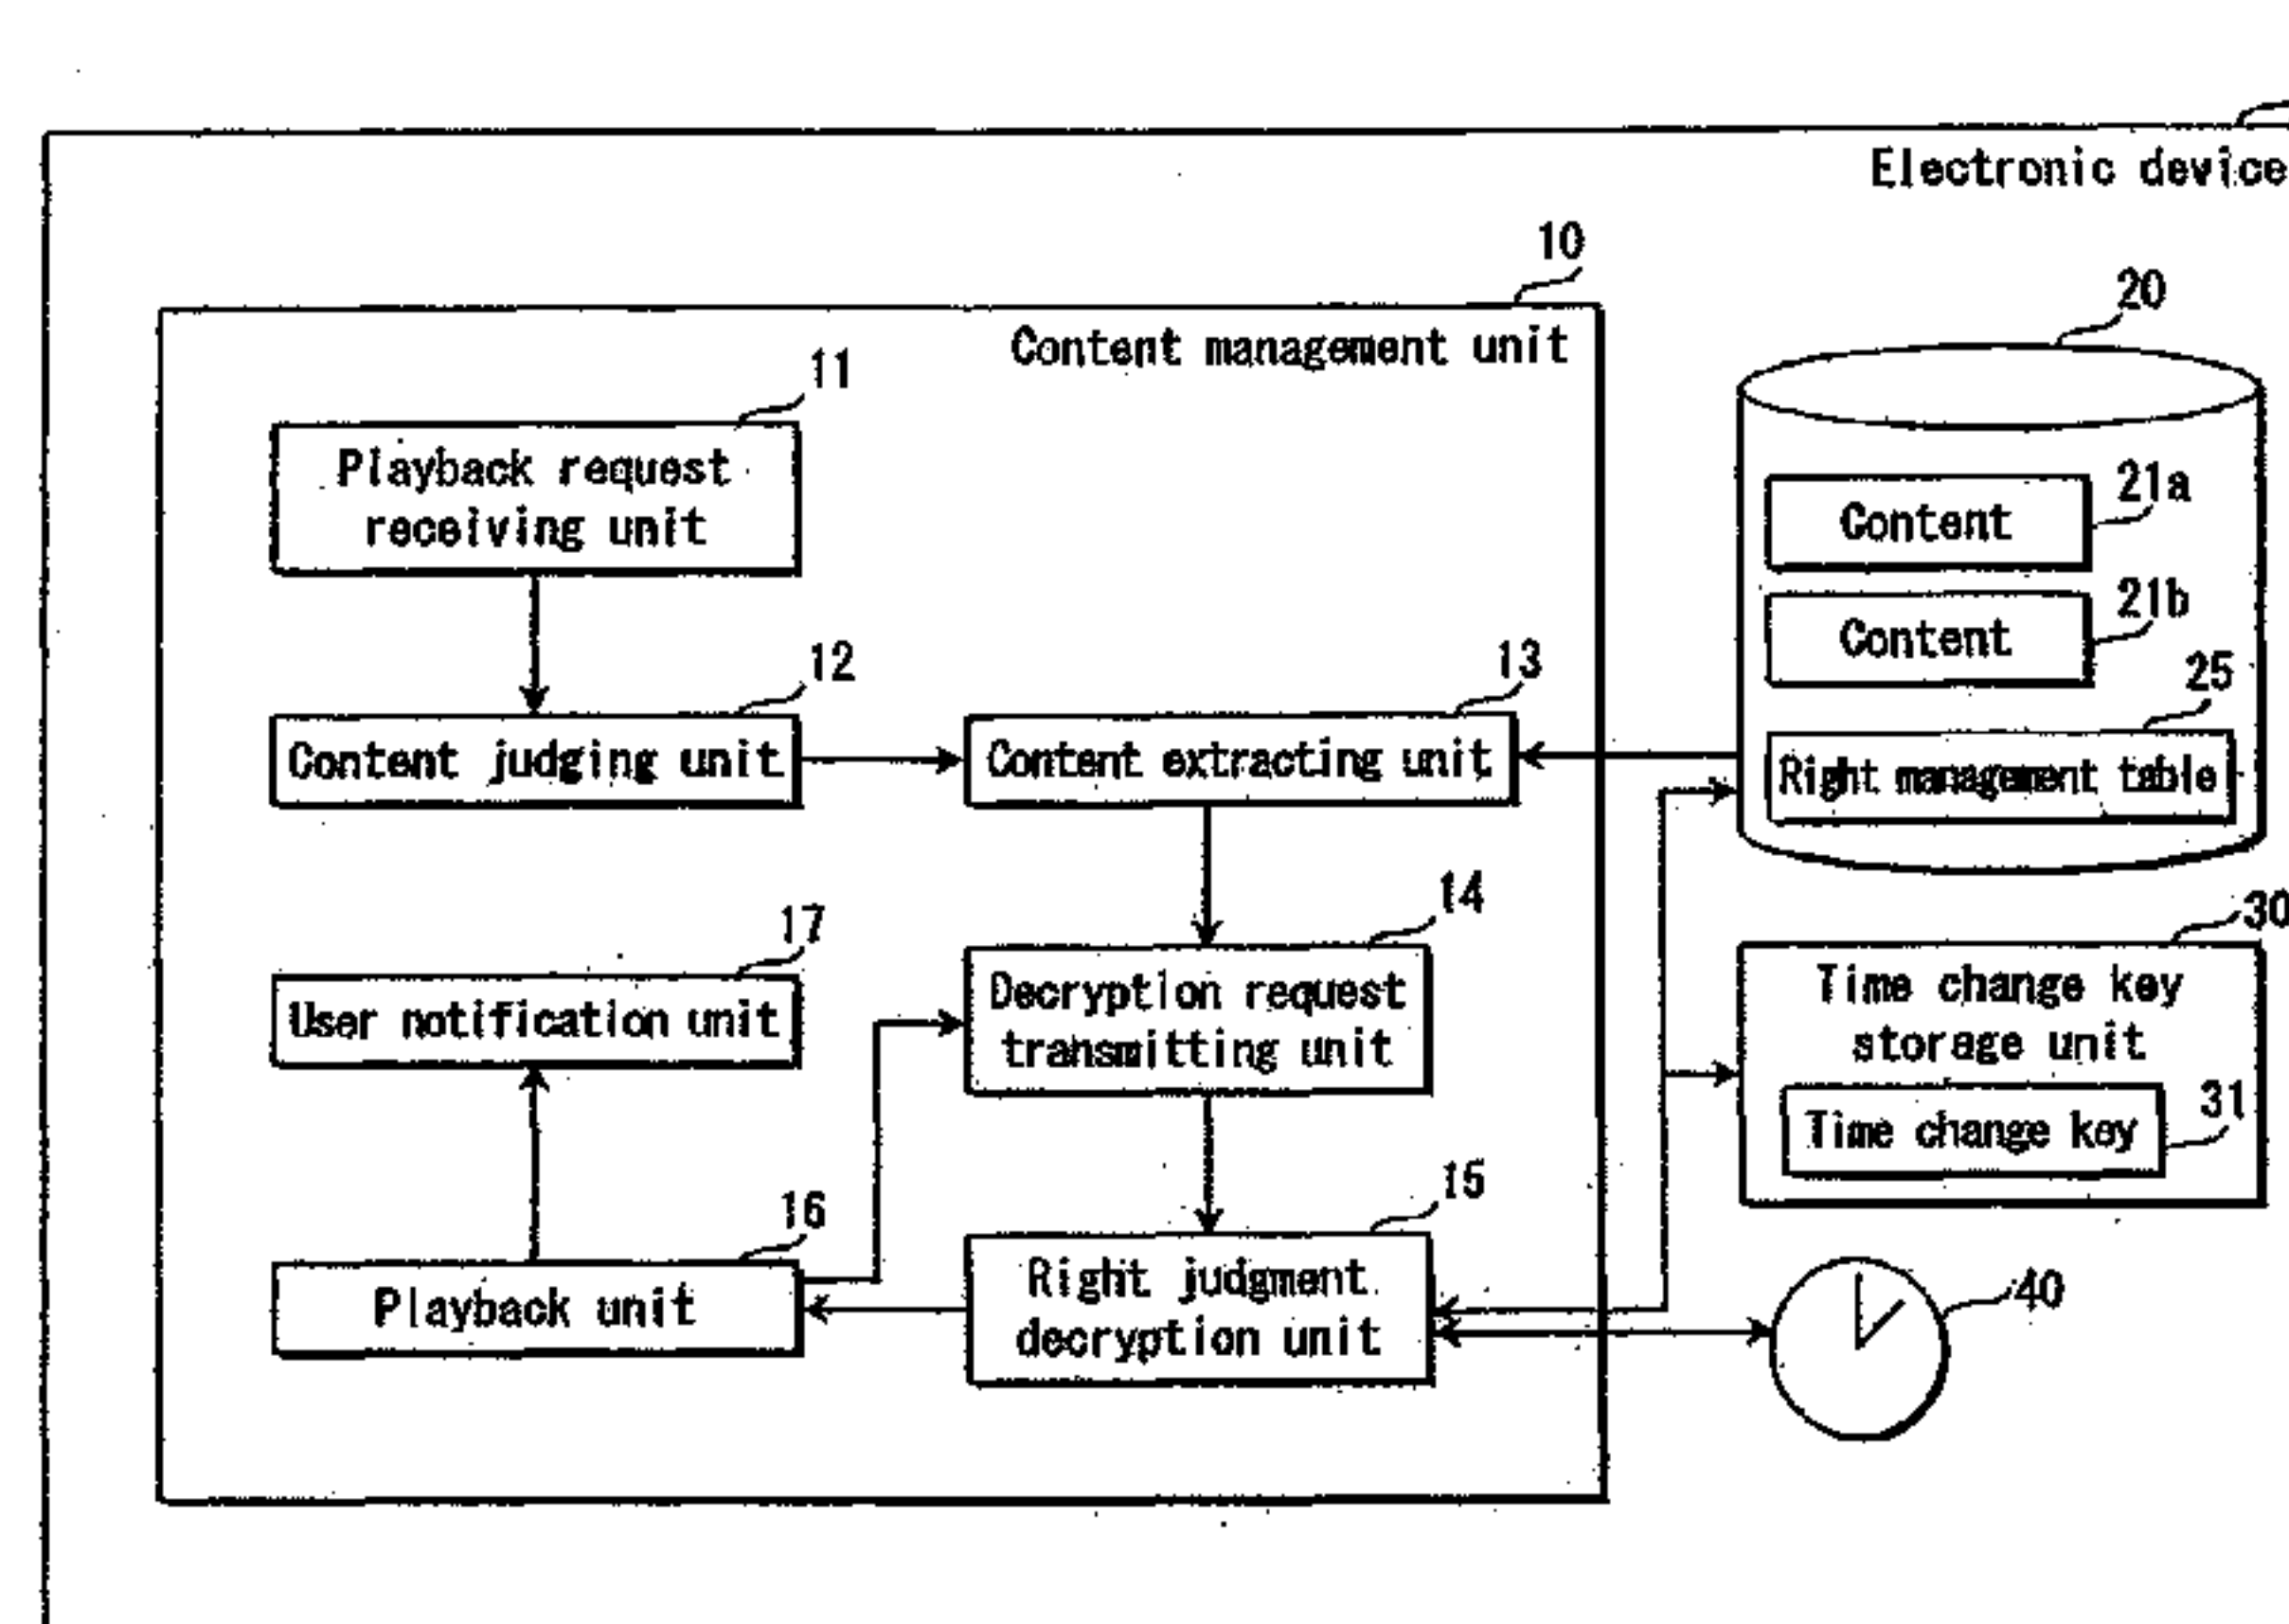 Electronic device
10
20
Content management unit
11
Playback request
receiving unit
21a
Content
21b
Content
12
13
25
Content judging unit
Content extracting unit
Right management table
14
17
30
Decryption request
transmitting unit
User notification unit
Time change key
storage unit
31
Time change key
15
16
Right judgment
decryption unit
Playback unit
40